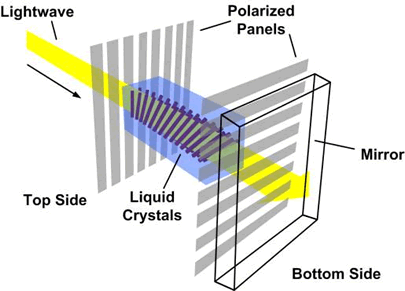 Lightwave
Polarized
Panels
Mirror
Top Side
Liquid
Crystals
Bottom Side